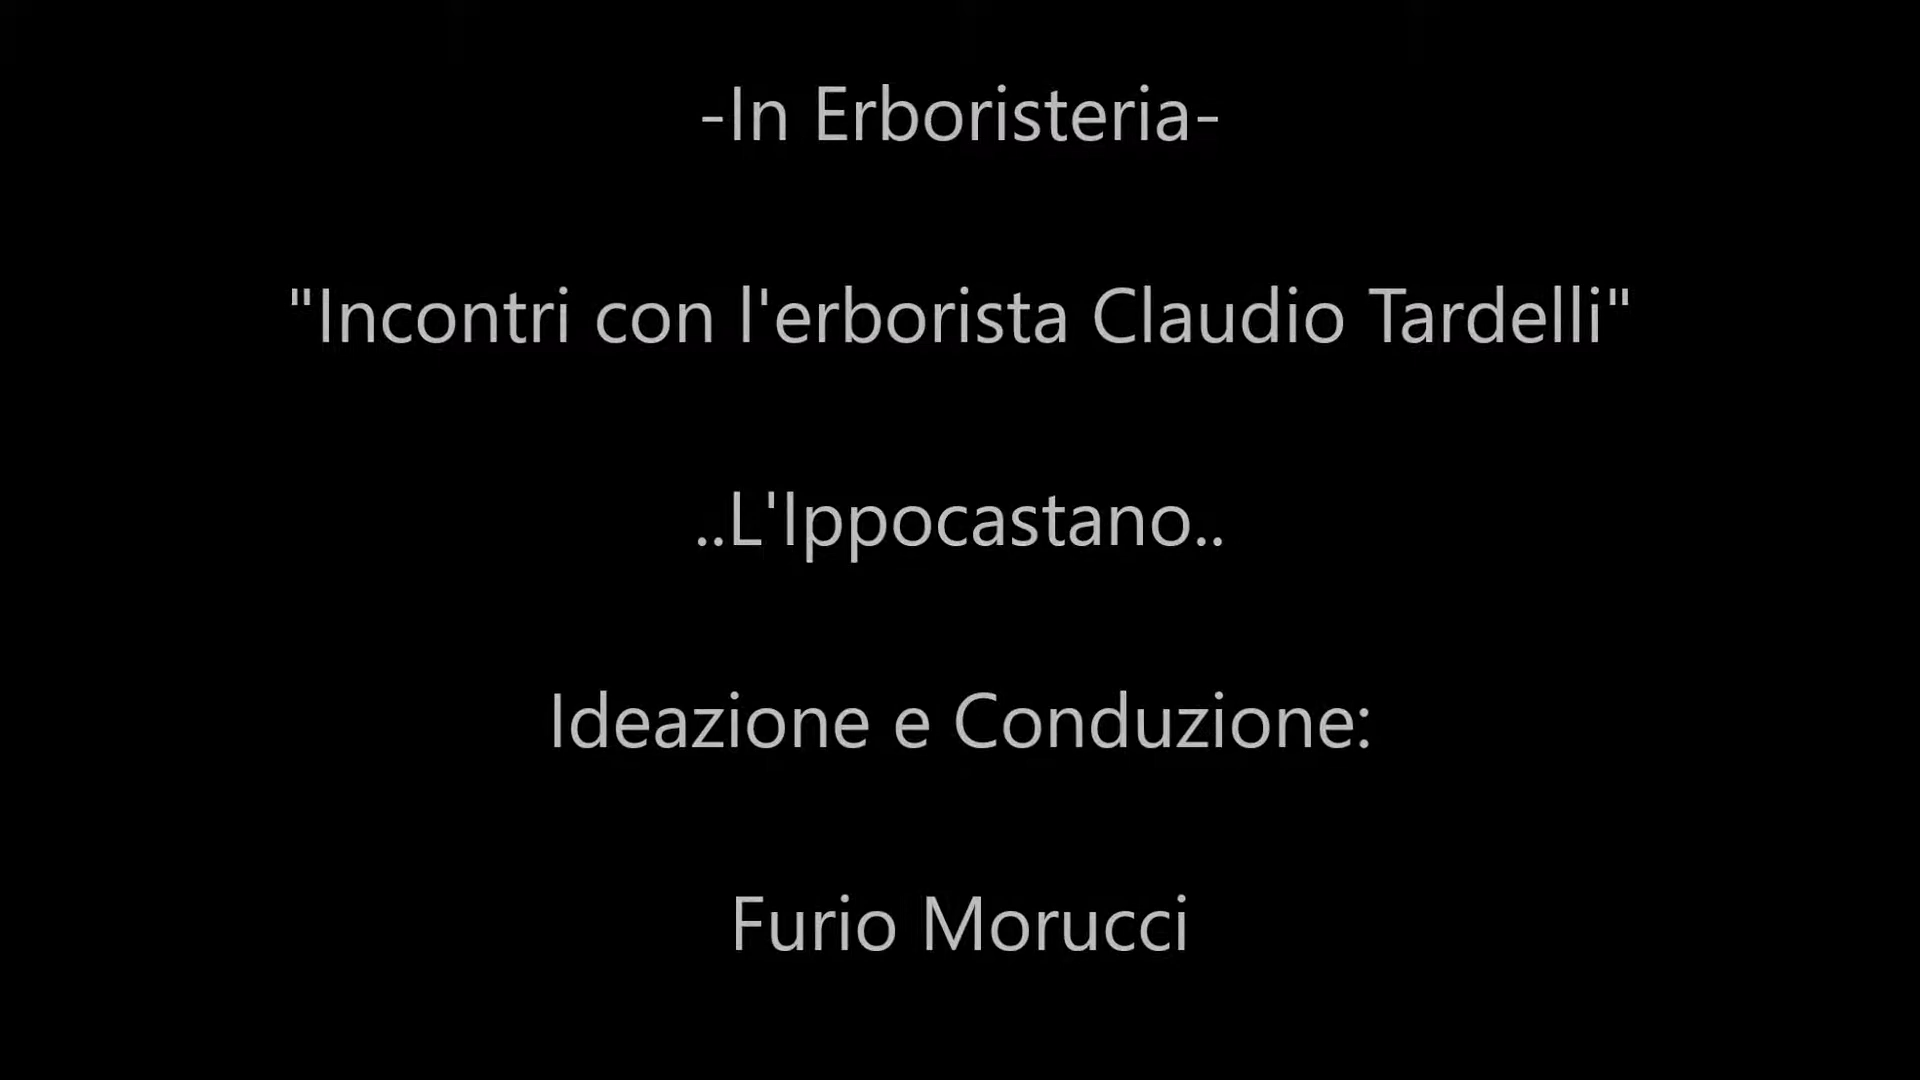 -In Erboristeria-
"Incontri con l'erborista Claudio Tardelli"
..L'Ippocastano..
Ideazione e Conduzione:
Furio Morucci